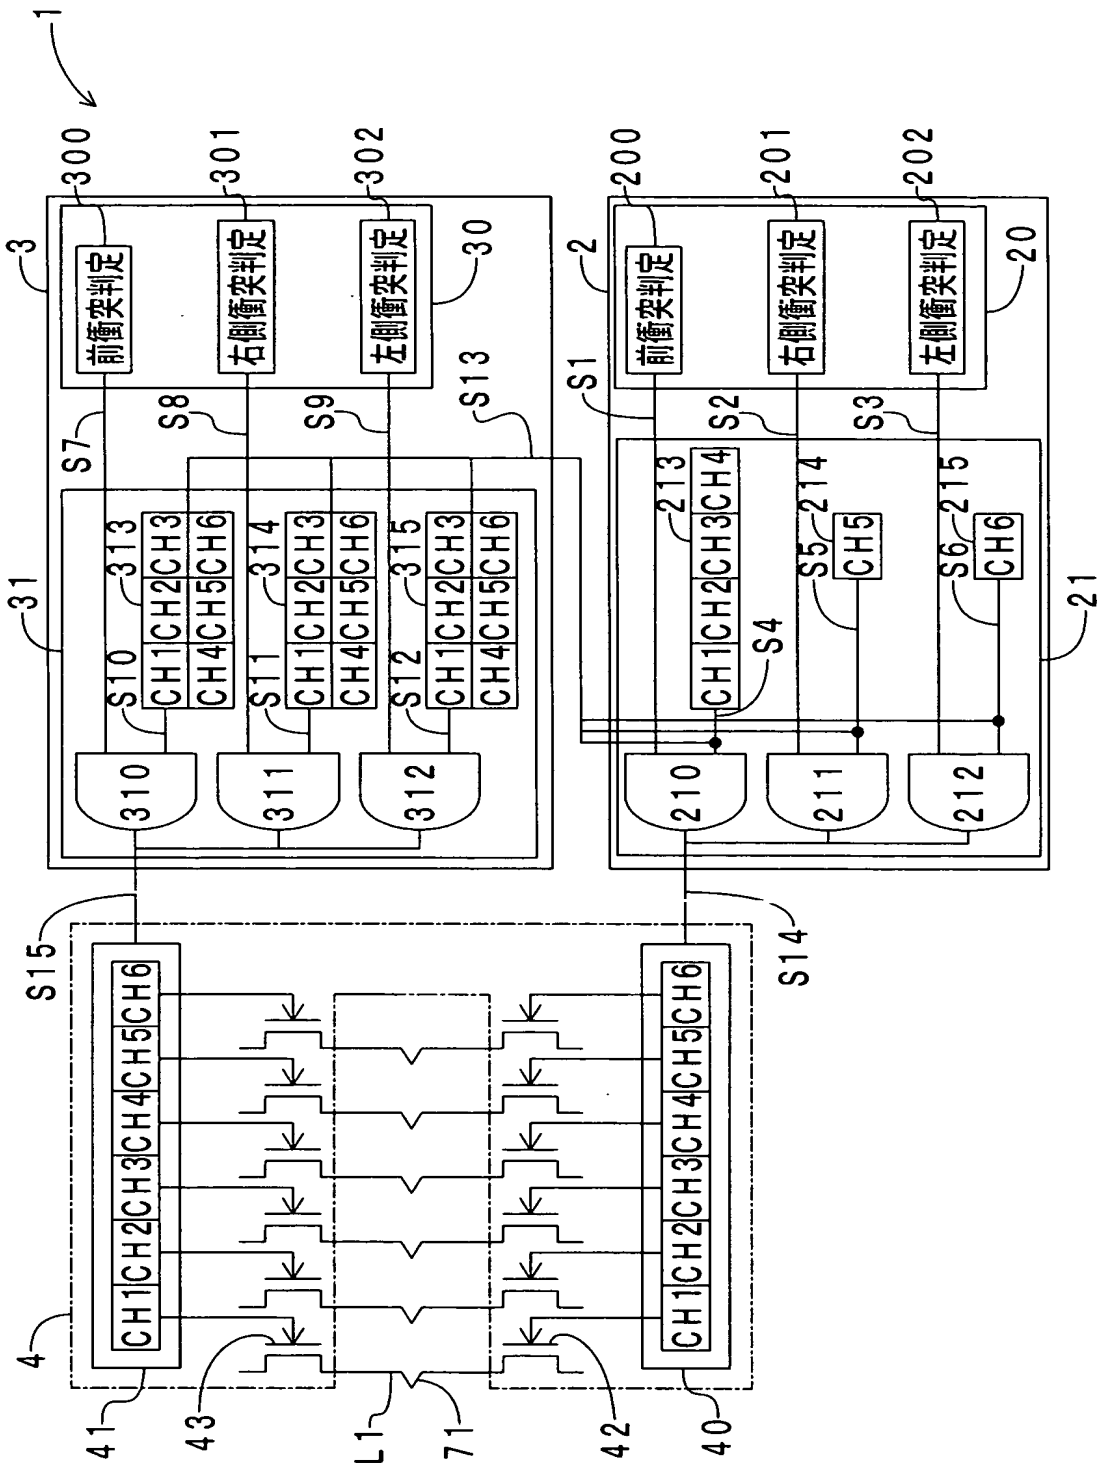 1
3
300
前衝突判定
301
右側衝突判定
302
左側衝突判定
30
S7
S8
S9
S13
31
313
CH1 CH2 CH3
CH4 CH5 CH6
S10
314
CH1 CH2 CH3
CH4 CH5 CH6
S11
315
CH1 CH2 CH3
CH4 CH5 CH6
S12
310
311
312
S15
2
200
前衝突判定
201
右側衝突判定
202
左側衝突判定
20
S1
S2
S3
213
CH1 CH2 CH3 CH4
S4
214
CH5
S5
215
CH6
S6
21
210
211
212
S14
4
41
CH1 CH2 CH3 CH4 CH5 CH6
43
L1
71
42
40
CH1 CH2 CH3 CH4 CH5 CH6